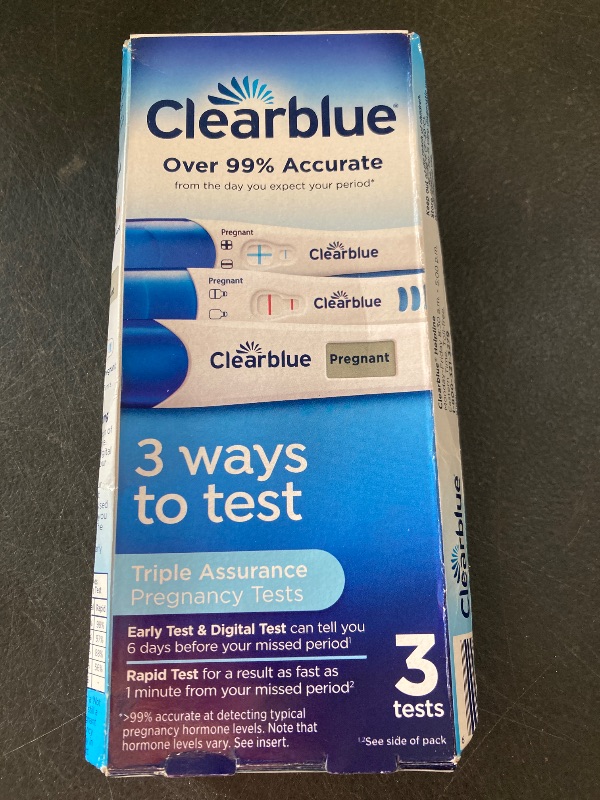 Clearblue®
Over 99% Accurate
from the day you expect your period*
Pregnant
Clearblue
Pregnant
Clearblue
Clearblue
Pregnant
3 ways
to test
Triple Assurance
Pregnancy Tests
Early Test & Digital Test can tell you
6 days before your missed period¹
Rapid Test for a result as fast as
1 minute from your missed period²
*>99% accurate at detecting typical
pregnancy hormone levels. Note that
hormone levels vary. See insert.
3
tests
¹,²See side of pack
Clearblue